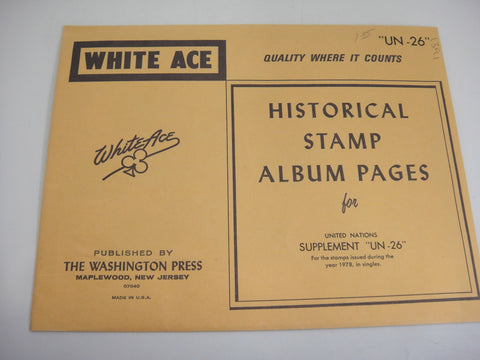 15 "UN-26"
WHITE ACE
QUALITY WHERE IT COUNTS
White Ace
HISTORICAL
STAMP
ALBUM PAGES
for
UNITED NATIONS
SUPPLEMENT "UN-26"
For the stamps issued during the
year 1978, in singles.
PUBLISHED BY
THE WASHINGTON PRESS
MAPLEWOOD, NEW JERSEY
07040
MADE IN U.S.A.